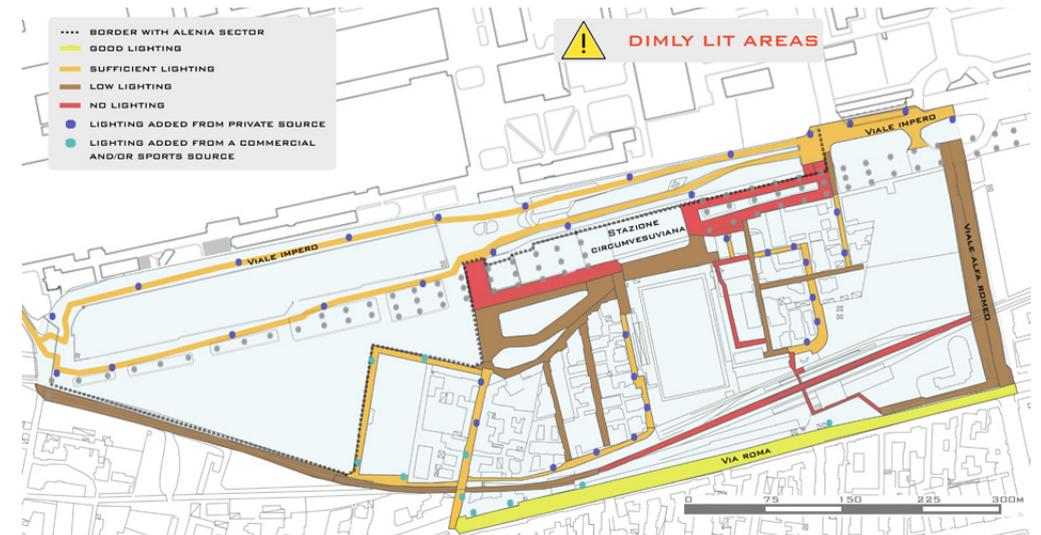 BORDER WITH ALENIA SECTOR
GOOD LIGHTING
SUFFICIENT LIGHTING
LOW LIGHTING
NO LIGHTING
LIGHTING ADDED FROM PRIVATE SOURCE
LIGHTING ADDED FROM A COMMERCIAL
AND/OR SPORTS SOURCE
!
DIMLY LIT AREAS
VIALE IMPERO
VIALE IMPERO
STAZIONE
CIRCUMVESUVIANA
VIALE ALFA ROMEO
VIA ROMA
0 75 150 225 300M